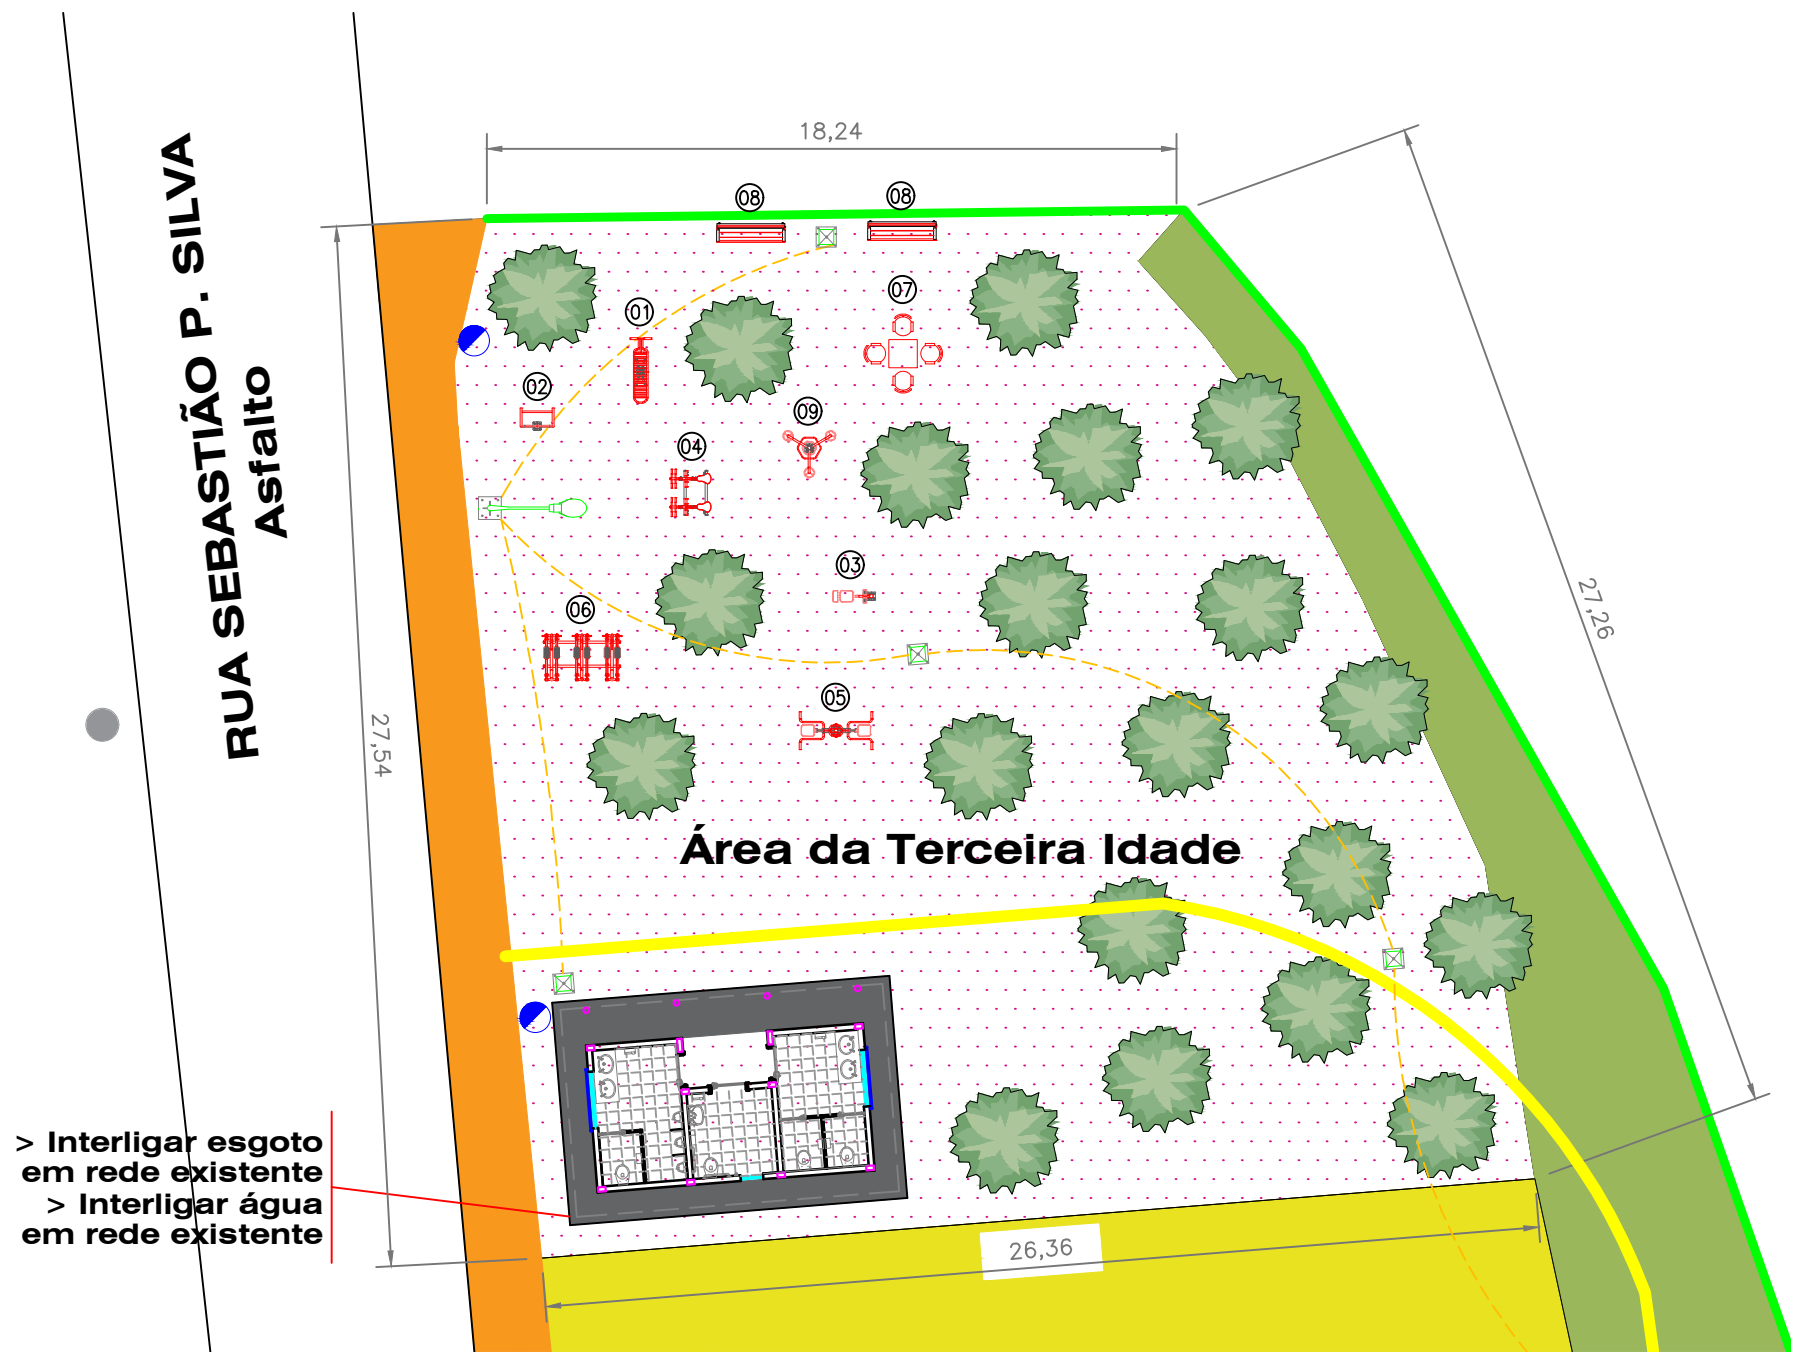 18,24
08
08
07
01
02
09
04
03
06
05
RUA SEBASTIÃO P. SILVA
Asfalto
27,54
27,26
Área da Terceira Idade
> Interligar esgoto
em rede existente
> Interligar água
em rede existente
26,36